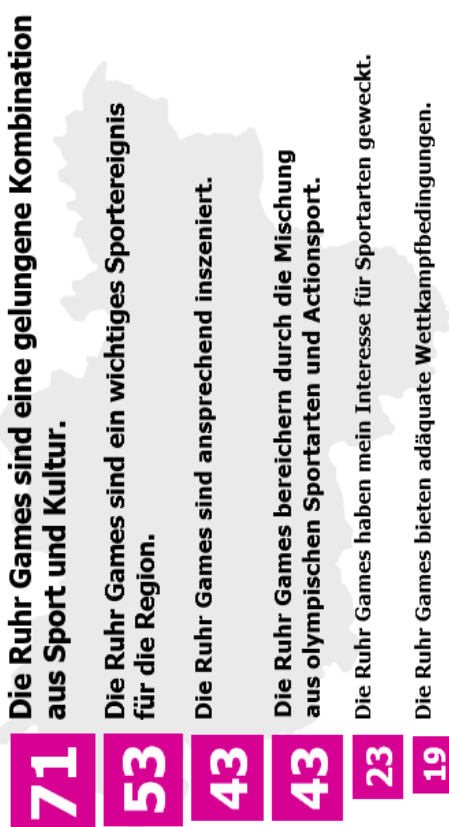 71
Die Ruhr Games sind eine gelungene Kombination
aus Sport und Kultur.
53
Die Ruhr Games sind ein wichtiges Sportereignis
für die Region.
43
Die Ruhr Games sind ansprechend inszeniert.
43
Die Ruhr Games bereichern durch die Mischung
aus olympischen Sportarten und Actionsport.
23
Die Ruhr Games haben mein Interesse für Sportarten geweckt.
19
Die Ruhr Games bieten adäquate Wettkampfbedingungen.